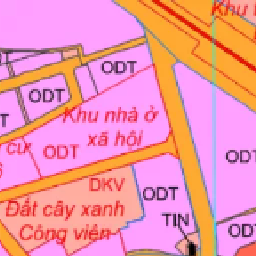 Khu
ODT
ODT
Khu nhà ở
xã hội
cư
ODT
ODT
DKV
ODT
Đất cây xanh
TIN
Công viên
ODT